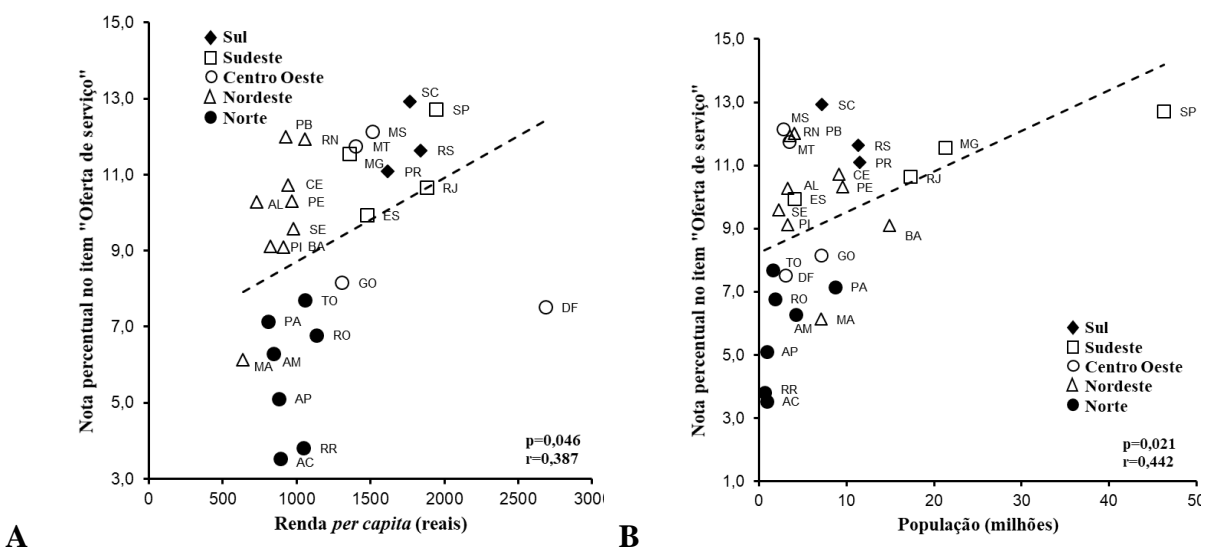 Nota percentual no item "Oferta de serviço"
15,0
13,0
11,0
9,0
7,0
5,0
3,0
Sul
Sudeste
Centro Oeste
Nordeste
Norte
SC
SP
PB
RN
MS
MT
MG
RS
PR
CE
RJ
AL
PE
ES
SE
PI
BA
GO
TO
DF
PA
RO
MA
AM
AP
RR
AC
p=0,046
r=0,387
0
500
1000
1500
2000
2500
3000
Renda per capita (reais)
A
Nota percentual no item "Oferta de serviço"
15,0
13,0
11,0
9,0
7,0
5,0
3,0
1,0
SC
SP
MS
RN
PB
MT
RS
MG
PR
CE
RJ
AL
PE
ES
SE
PI
BA
TO
GO
DF
PA
RO
AM
MA
AP
RR
AC
Sul
Sudeste
Centro Oeste
Nordeste
Norte
p=0,021
r=0,442
0
10
20
30
40
50
População (milhões)
B